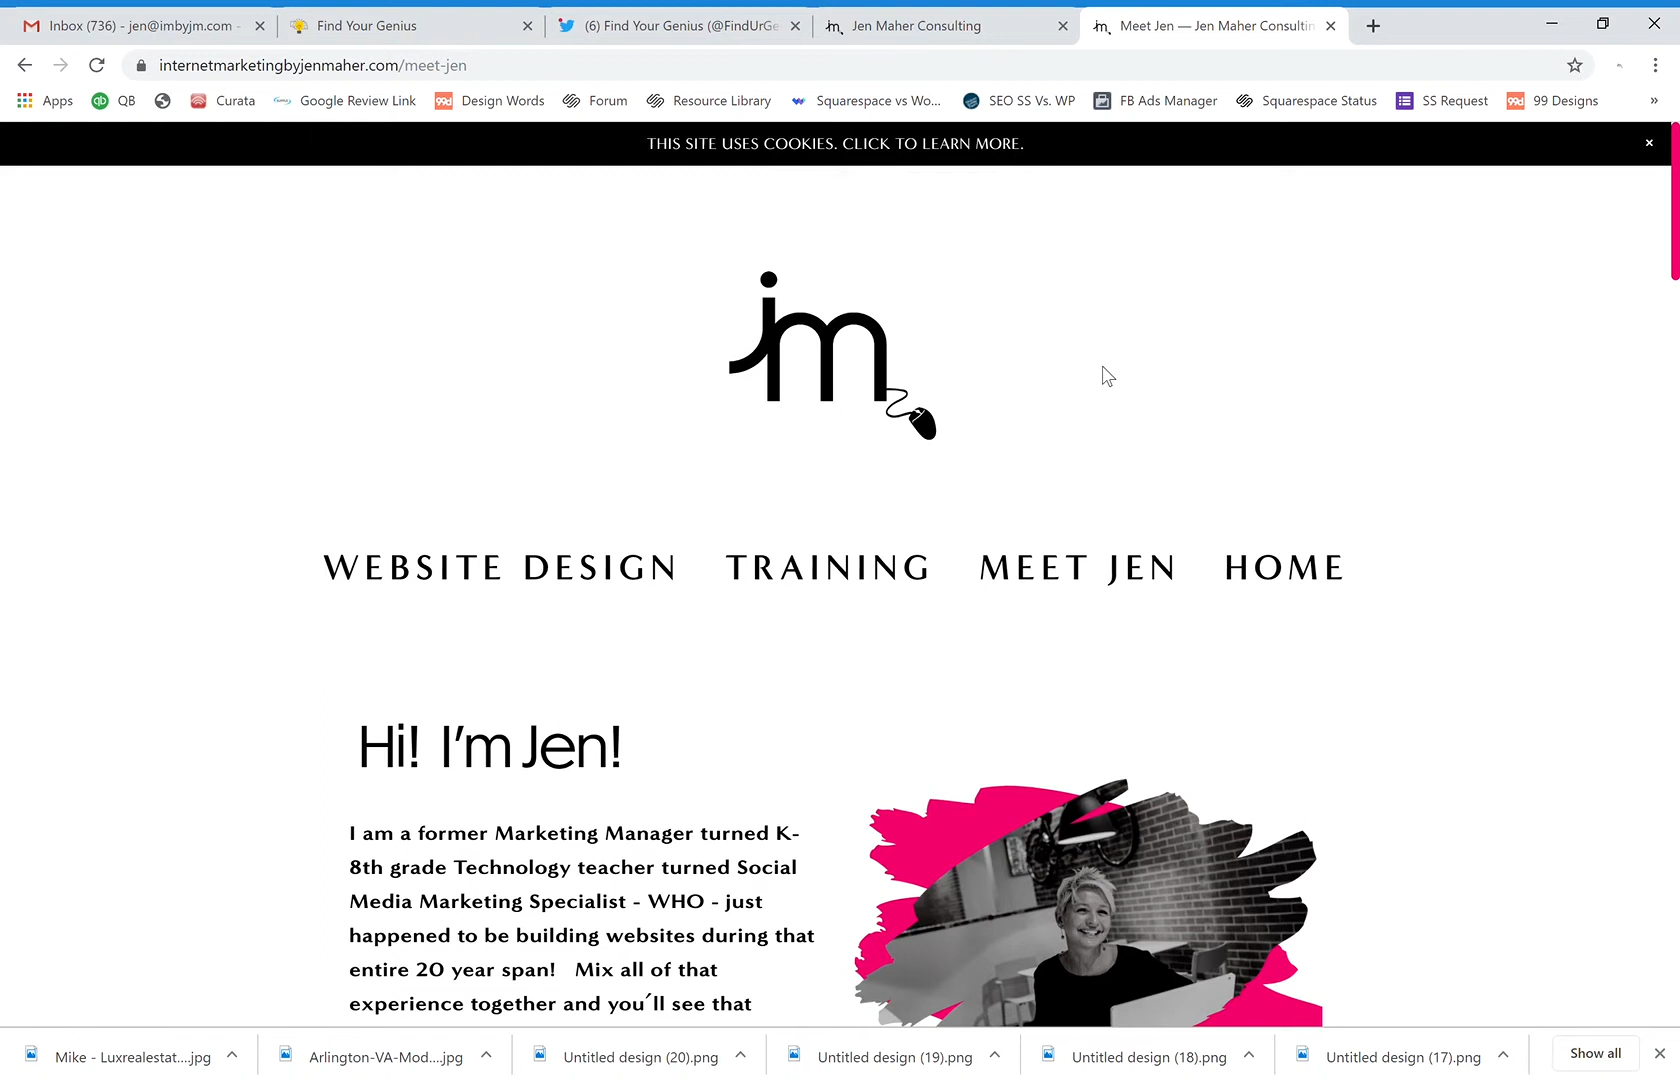 Inbox (736) - jen@imbyjm.com -
Find Your Genius
(6) Find Your Genius (@FindUrGe
Jen Maher Consulting
Meet Jen — Jen Maher Consultin
internetmarketingbyjenmaher.com/meet-jen
Apps
QB
Curata
Google Review Link
Design Words
Forum
Resource Library
Squarespace vs Wo...
SEO SS Vs. WP
FB Ads Manager
Squarespace Status
SS Request
99 Designs
»
THIS SITE USES COOKIES. CLICK TO LEARN MORE.
jm
WEBSITE DESIGN TRAINING MEET JEN HOME
Hi! I'm Jen!
I am a former Marketing Manager turned K-
8th grade Technology teacher turned Social
Media Marketing Specialist - WHO - just
happened to be building websites during that
entire 20 year span! Mix all of that
experience together and you´ll see that
Mike - Luxrealestat....jpg
Arlington-VA-Mod....jpg
Untitled design (20).png
Untitled design (19).png
Untitled design (18).png
Untitled design (17).png
Show all